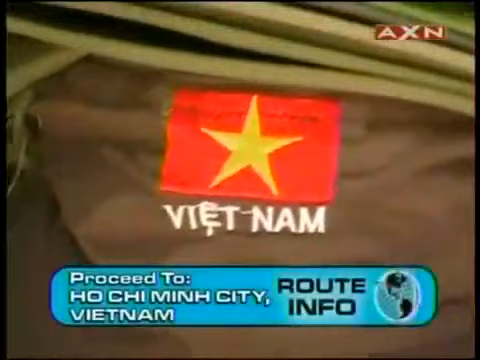 AXN
VIỆT NAM
Proceed To:
HO CHI MINH CITY,
VIETNAM
ROUTE
INFO